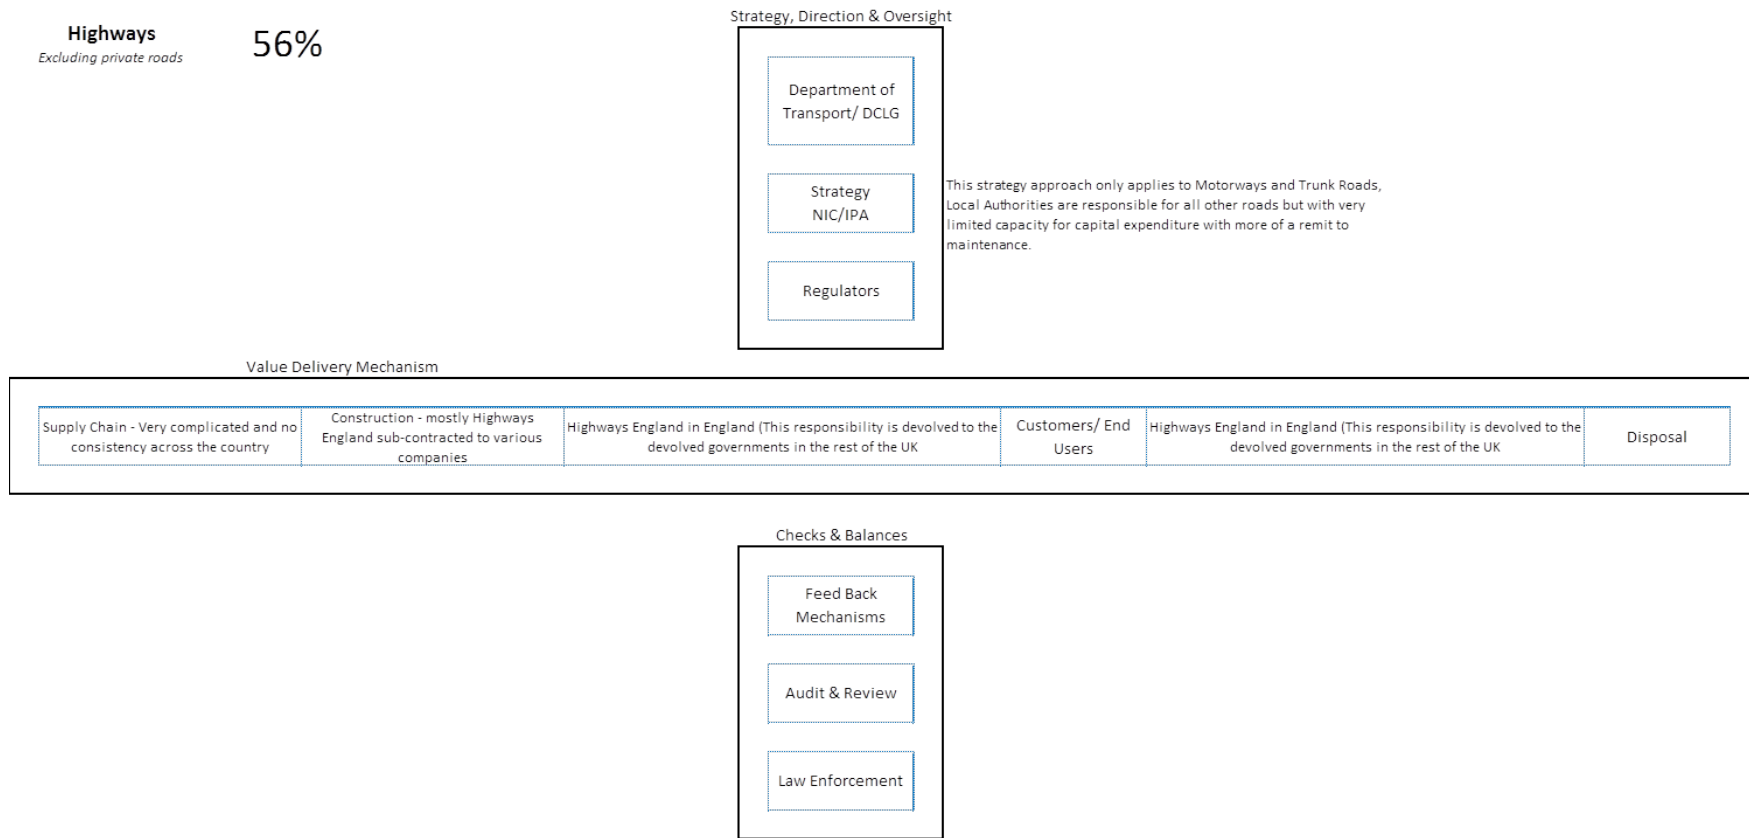 Strategy, Direction & Oversight
Highways
56%
Excluding private roads
Department of
Transport/ DCLG
Strategy
NIC/IPA
This strategy approach only applies to Motorways and Trunk Roads,
Local Authorities are responsible for all other roads but with very
limited capacity for capital expenditure with more of a remit to
maintenance.
Regulators
Value Delivery Mechanism
Supply Chain - Very complicated and no
consistency across the country
Construction - mostly Highways
England sub-contracted to various
companies
Highways England in England (This responsibility is devolved to the
devolved governments in the rest of the UK
Customers/ End
Users
Highways England in England (This responsibility is devolved to the
devolved governments in the rest of the UK
Disposal
Checks & Balances
Feed Back
Mechanisms
Audit & Review
Law Enforcement